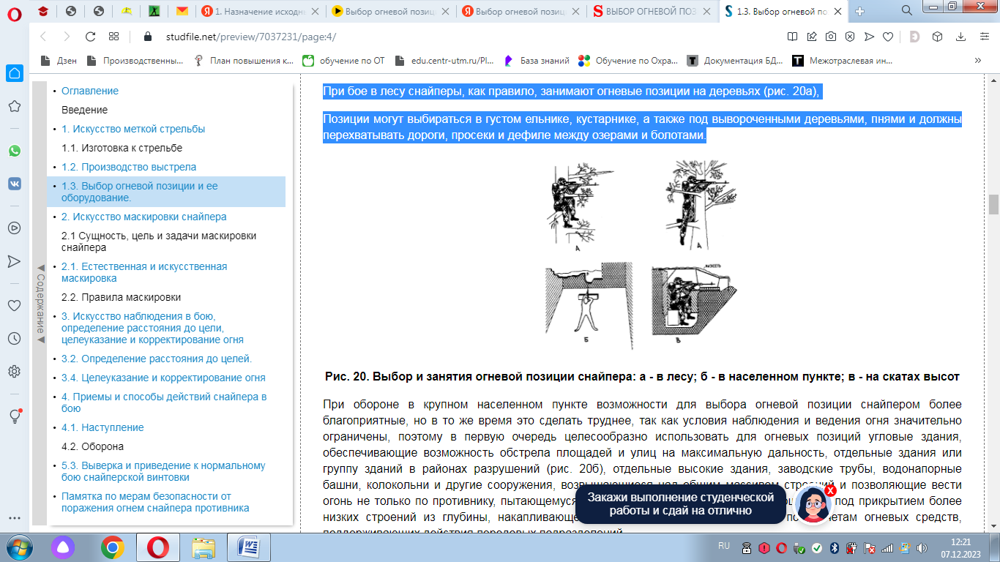 1. Назначение исходны
Выбор огневой позици
Выбор огневой позици
ВЫБОР ОГНЕВОЙ ПОЗ
1.3. Выбор огневой по
studfile.net/preview/7037231/page:4/
Дзен
Производственны...
План повышения к...
обучение по ОТ
edu.centr-utm.ru/Pl...
База знаний
Обучение по Охра...
Документация БД...
Межотраслевая ин...
Содержание
Оглавление
Введение
1. Искусство меткой стрельбы
1.1. Изготовка к стрельбе
1.2. Производство выстрела
1.3. Выбор огневой позиции и ее
оборудование.
2. Искусство маскировки снайпера
2.1 Сущность, цель и задачи маскировки
снайпера
2.1. Естественная и искусственная
маскировка
2.2. Правила маскировки
3. Искусство наблюдения в бою,
определение расстояния до цели,
целеуказание и корректирование огня
3.2. Определение расстояния до целей.
3.4. Целеуказание и корректирование огня
4. Приемы и способы действий снайпера в
бою
4.1. Наступление
4.2. Оборона
5.3. Выверка и приведение к нормальному
бою снайперской винтовки
Памятка по мерам безопасности от
поражения огнем снайпера противника
При бое в лесу снайперы, как правило, занимают огневые позиции на деревьях (рис. 20а),
Позиции могут выбираться в густом ельнике, кустарнике, а также под вывороченными деревьями, пнями и должны
перехватывать дороги, просеки и дефиле между озерами и болотами.
А
А
Б
В
Рис. 20. Выбор и занятия огневой позиции снайпера: а - в лесу; б - в населенном пункте; в - на скатах высот
При обороне в крупном населенном пункте возможности для выбора огневой позиции снайпером более
благоприятные, но в то же время это сделать труднее, так как условия наблюдения и ведения огня значительно
ограничены, поэтому в первую очередь целесообразно использовать для огневых позиций угловые здания,
обеспечивающие возможность обстрела площадей и улиц на максимальную дальность, отдельные здания или
группу зданий в районах разрушений (рис. 20б), отдельные высокие здания, заводские трубы, водонапорные
башни, колокольни и другие сооружения, возвышающиеся над общим массивом строений и позволяющие вести
огонь не только по противнику, пытающемуся под прикрытием более
низких строений из глубины, накапливающе огневых средств,
поддерживающих действия передовых подразделений.
Закажи выполнение студенческой
работы и сдай на отлично
X
RU
12:21
07.12.2023